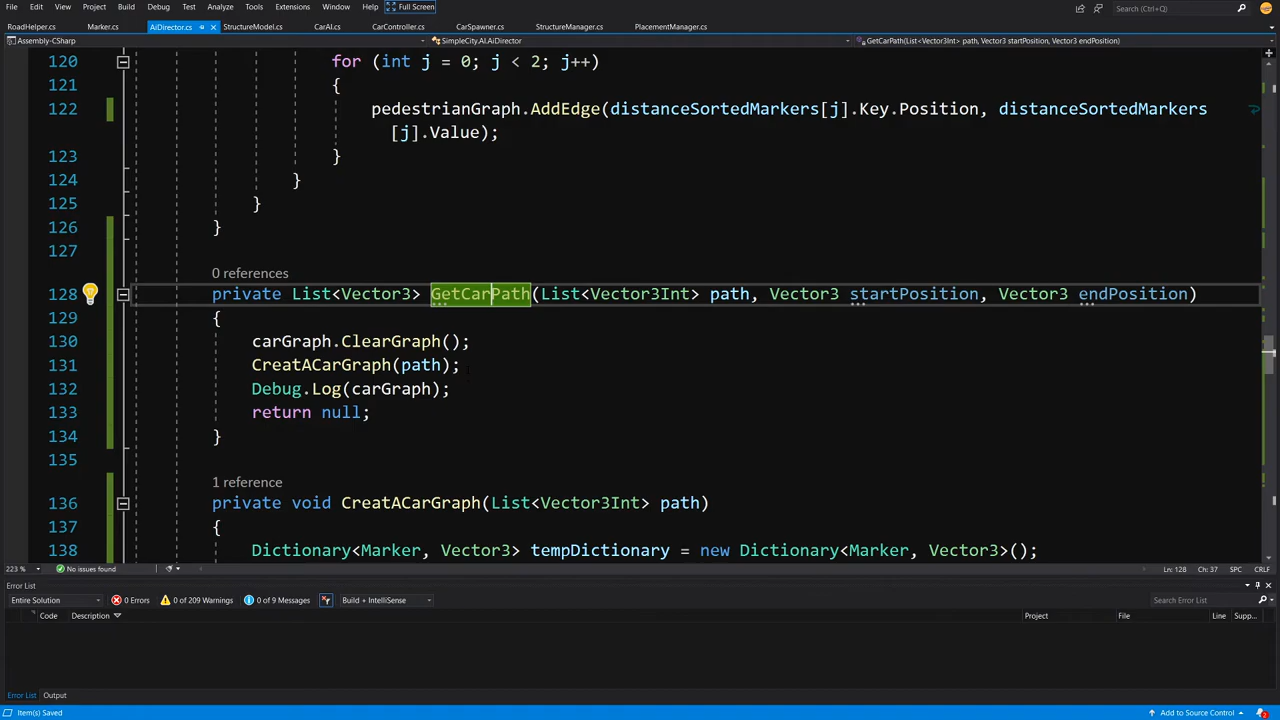 File Edit View Project Build Debug Test Analyze Tools Extensions Window Help Full Screen Search (Ctrl+Q)
RoadHelper.cs Marker.cs AiDirector.cs StructureModel.cs CarAI.cs CarController.cs CarSpawner.cs StructureManager.cs PlacementManager.cs
Assembly-CSharp SimpleCity.AI.AiDirector GetCarPath(List<Vector3Int> path, Vector3 startPosition, Vector3 endPosition)
120 for (int j = 0; j < 2; j++)
121 {
122 pedestrianGraph.AddEdge(distanceSortedMarkers[j].Key.Position, distanceSortedMarkers
[j].Value);
123 }
124 }
125 }
126 }
127
0 references
128 private List<Vector3> GetCarPath(List<Vector3Int> path, Vector3 startPosition, Vector3 endPosition)
129 {
130 carGraph.ClearGraph();
131 CreatACarGraph(path);
132 Debug.Log(carGraph);
133 return null;
134 }
135
1 reference
136 private void CreatACarGraph(List<Vector3Int> path)
137 {
138 Dictionary<Marker, Vector3> tempDictionary = new Dictionary<Marker, Vector3>();
223 % No issues found Ln: 128 Ch: 37 SPC CRLF
Error List
Entire Solution 0 Errors 0 of 209 Warnings 0 of 9 Messages Build + IntelliSense Search Error List
Code Description Project File Line Supp...
Error List Output
Item(s) Saved Add to Source Control 2